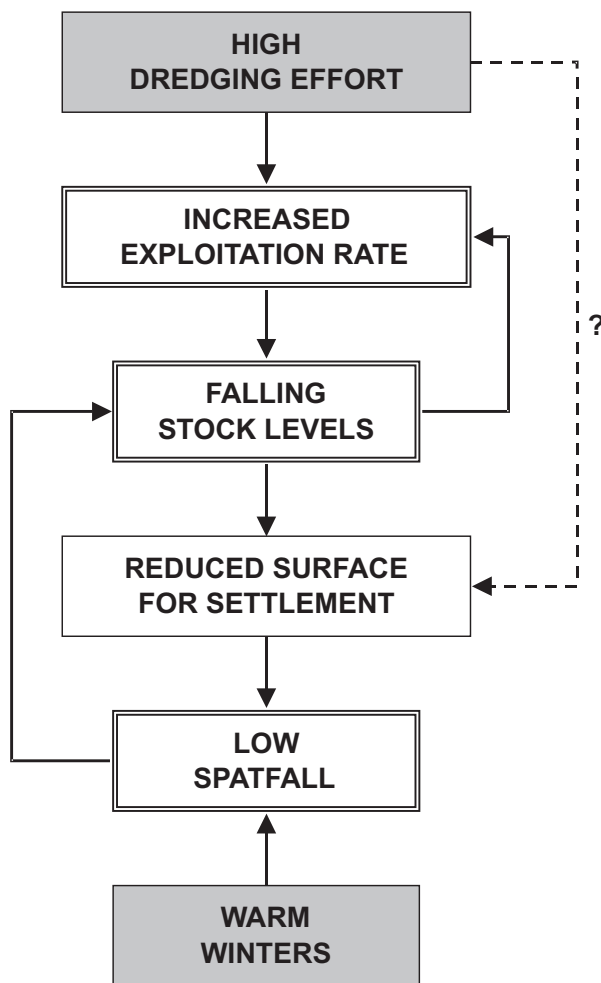 HIGH
DREDGING EFFORT
INCREASED
EXPLOITATION RATE
?
FALLING
STOCK LEVELS
REDUCED SURFACE
FOR SETTLEMENT
LOW
SPATFALL
WARM
WINTERS